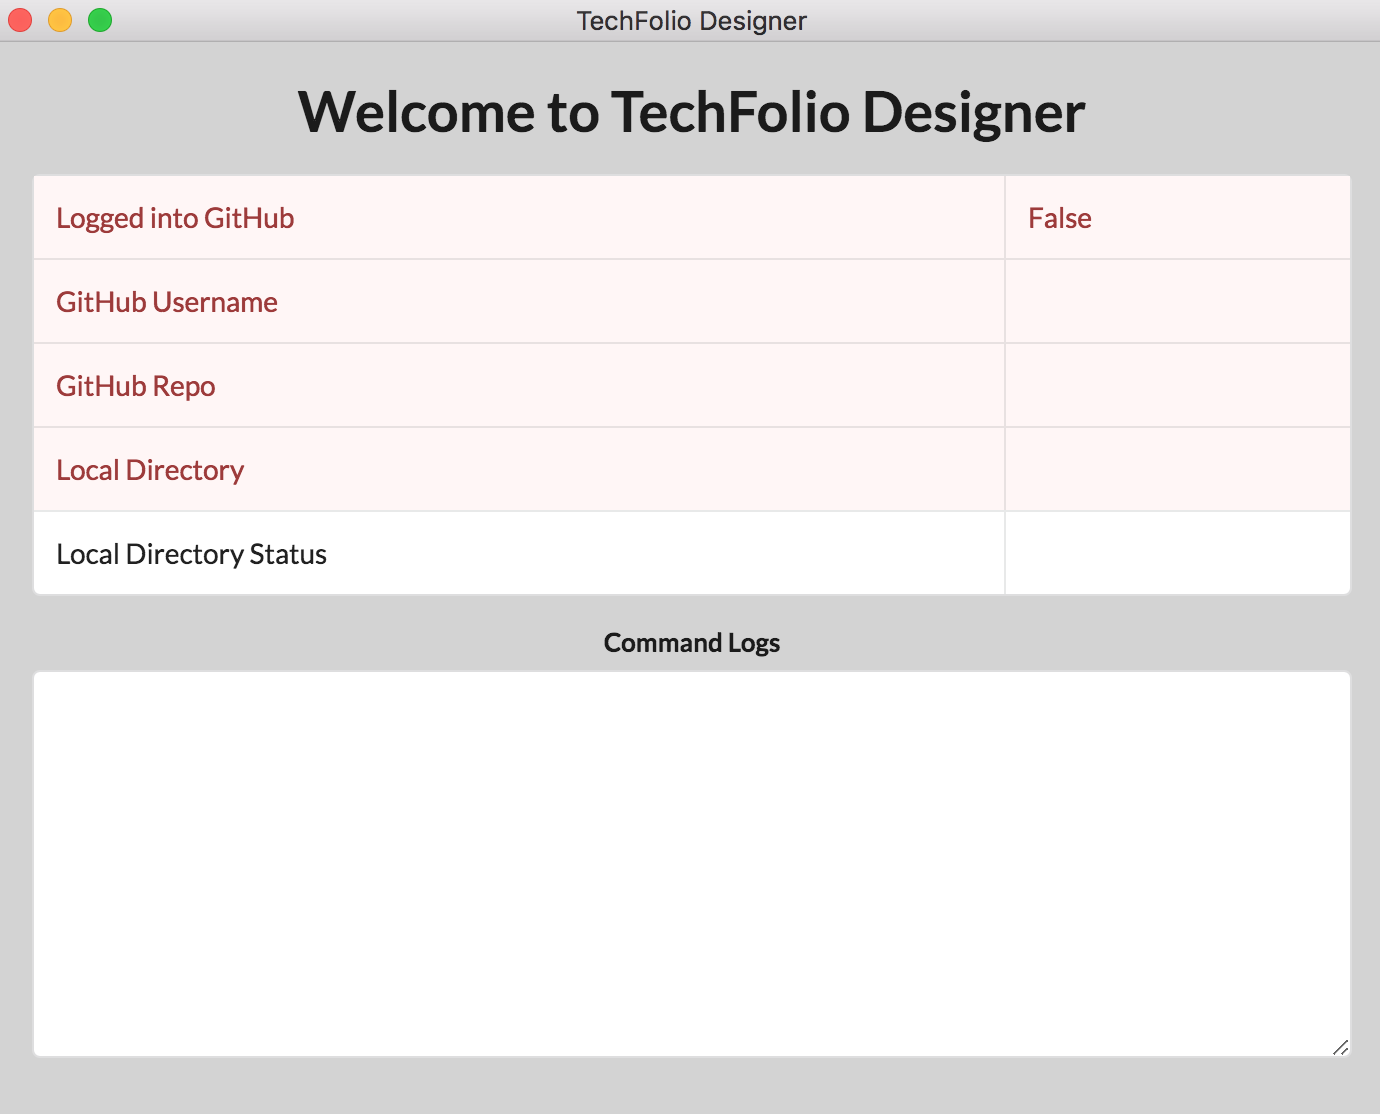 TechFolio Designer
Welcome to TechFolio Designer
Logged into GitHub False
GitHub Username
GitHub Repo
Local Directory
Local Directory Status
Command Logs